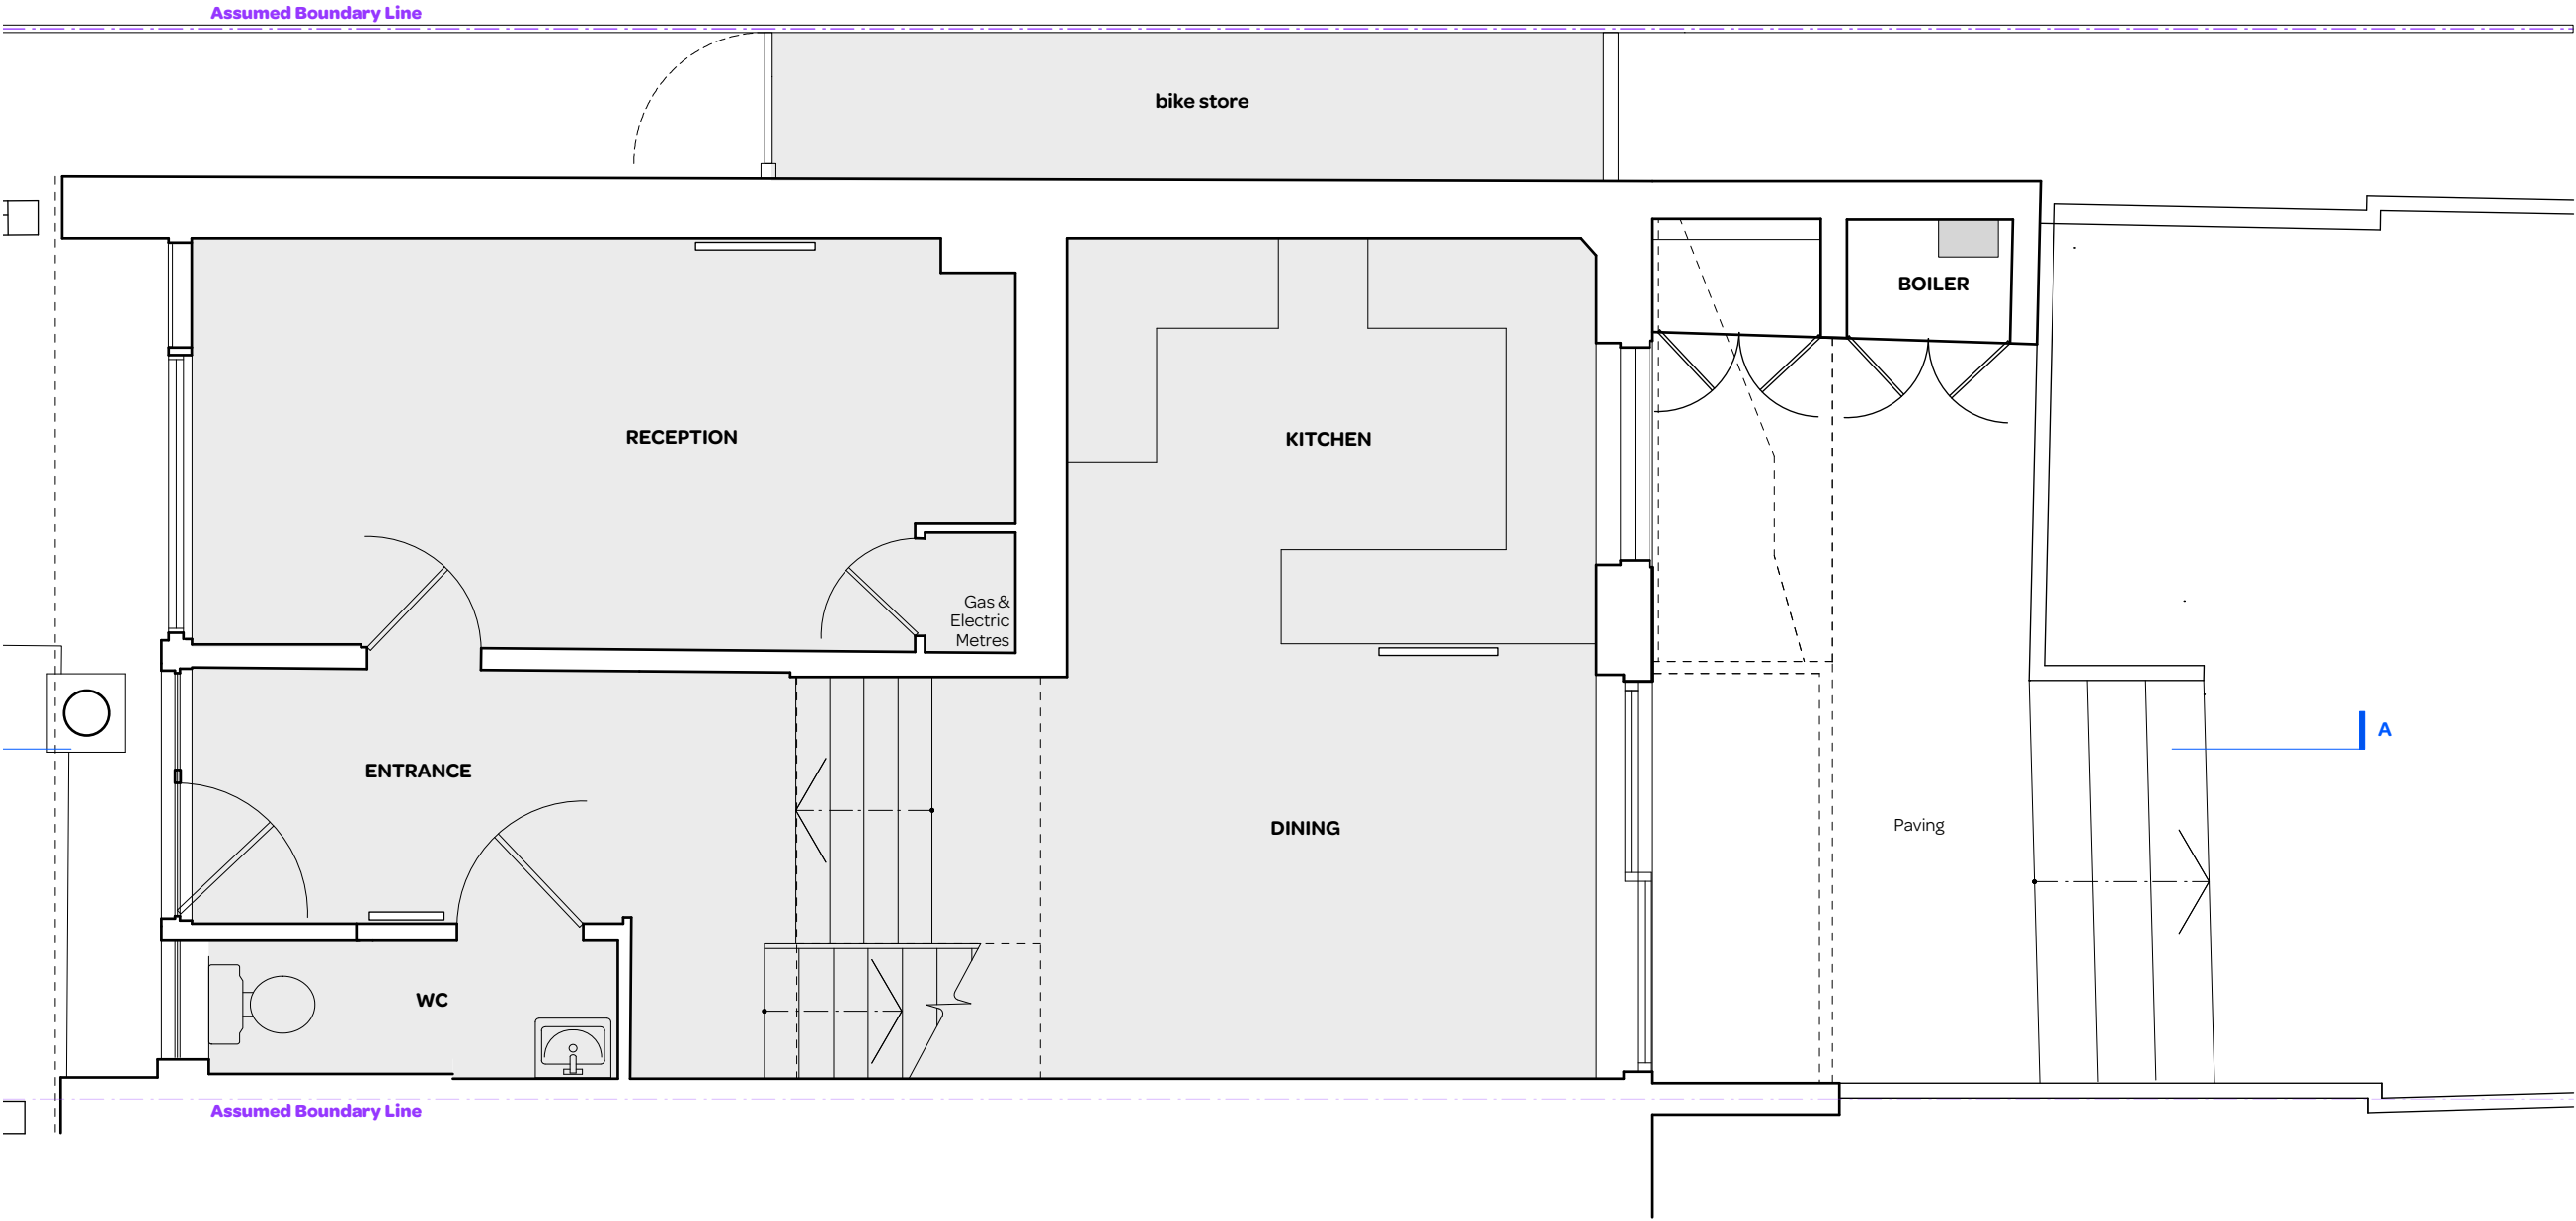 Assumed Boundary Line
bike store
BOILER
RECEPTION
KITCHEN
Gas &
Electric
Metres
A
ENTRANCE
DINING
Paving
WC
Assumed Boundary Line